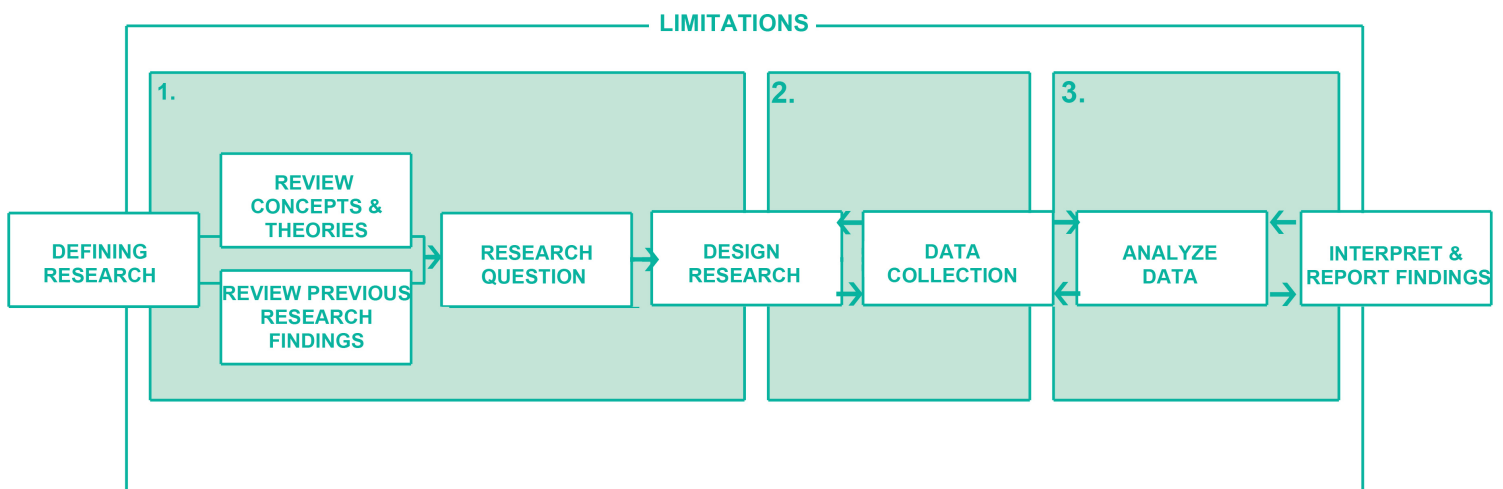 LIMITATIONS
1.
2.
3.
DEFINING
RESEARCH
REVIEW
CONCEPTS &
THEORIES
REVIEW PREVIOUS
RESEARCH
FINDINGS
RESEARCH
QUESTION
DESIGN
RESEARCH
DATA
COLLECTION
ANALYZE
DATA
INTERPRET &
REPORT FINDINGS